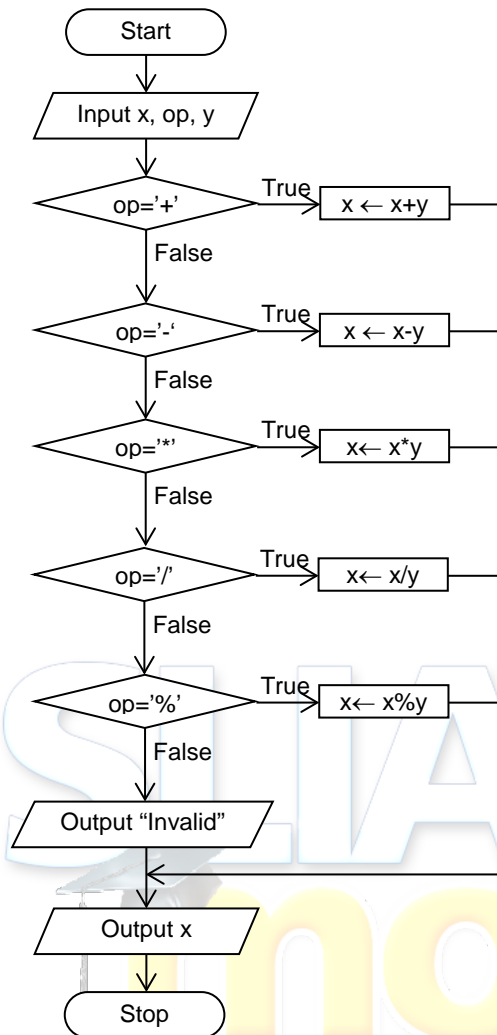 Start
Input x, op, y
op='+'
True
x ← x+y
False
op='-‘
True
x ← x-y
False
op='*'
True
x← x*y
False
op='/'
True
x← x/y
False
op='%'
True
x← x%y
False
Output “Invalid”
Output x
Stop